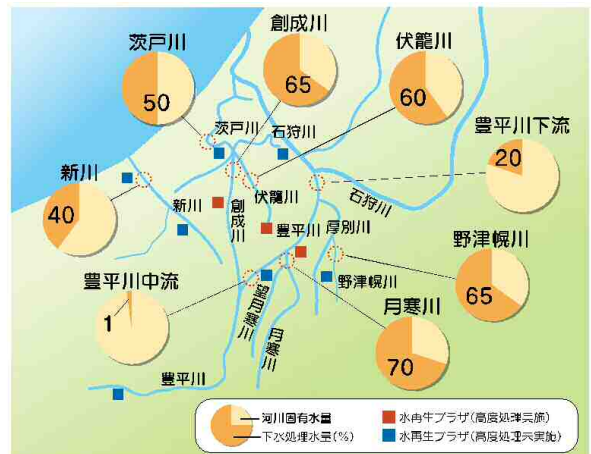 茨戸川
50
創成川
65
伏籠川
60
豊平川下流
20
新川
40
豊平川中流
1
月寒川
70
野津幌川
65
茨戸川
石狩川
石狩川
新川
創成川
伏籠川
豊平川
厚別川
野津幌川
望月寒川
月寒川
豊平川
河川固有水量
下水処理水量(%)
水再生プラザ(高度処理実施)
水再生プラザ(高度処理未実施)